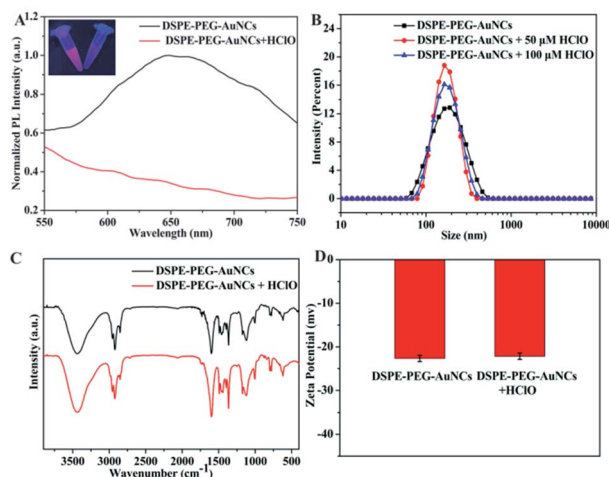 A
DSPE-PEG-AuNCs
DSPE-PEG-AuNCs+HClO
Normalized PL Intensity (a.u.)
1.0
0.8
0.6
0.4
0.2
550
600
650
700
750
Wavelength (nm)
B
DSPE-PEG-AuNCs
DSPE-PEG-AuNCs + 50 μM HClO
DSPE-PEG-AuNCs + 100 μM HClO
Intensity (Percent)
24
20
16
12
8
4
0
10
100
1000
10000
Size (nm)
C
DSPE-PEG-AuNCs
DSPE-PEG-AuNCs + HClO
Intensity (a.u.)
3500
3000
2500
2000
1500
1000
500
Wavenumber (cm-1)
D
0
-10
-20
-30
-40
Zeta Potential (mv)
DSPE-PEG-AuNCs
DSPE-PEG-AuNCs
+HClO